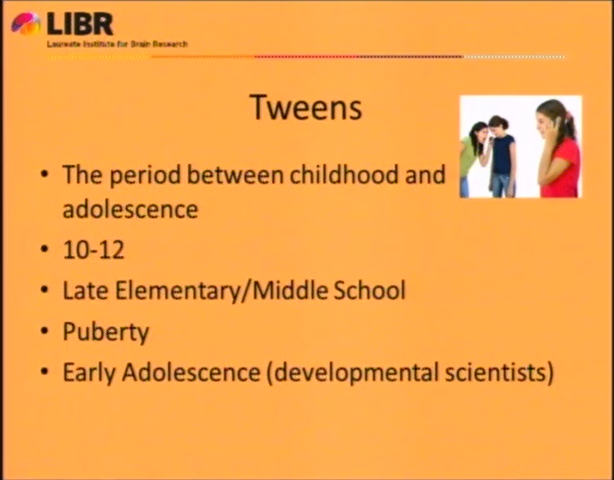 LIBR
Laureate Institute for Brain Research
Tweens
• The period between childhood and
adolescence
• 10-12
• Late Elementary/Middle School
• Puberty
• Early Adolescence (developmental scientists)